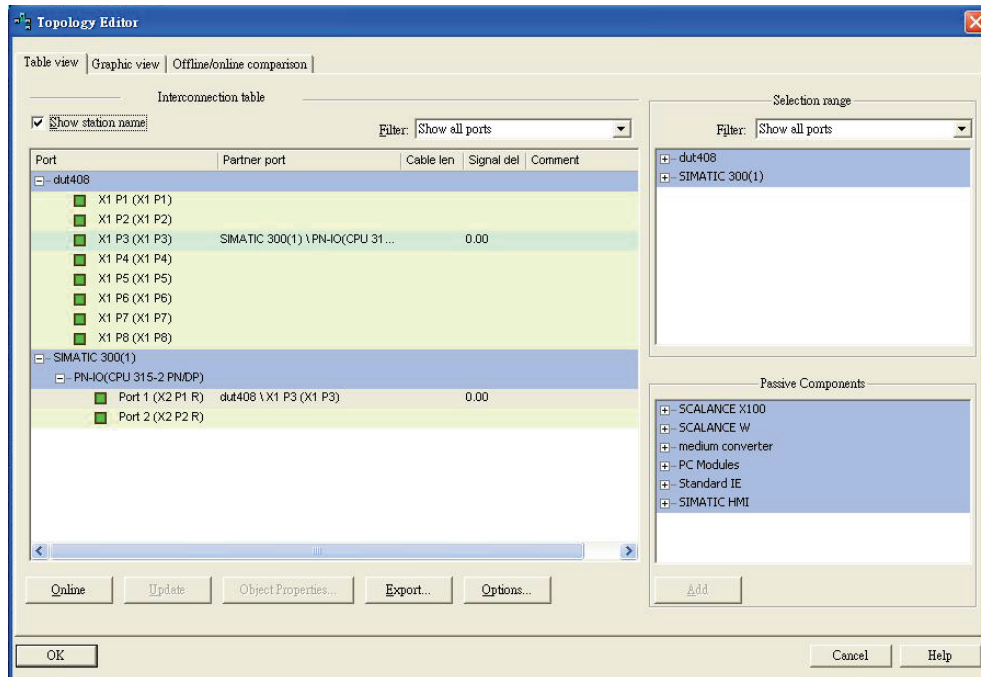 Topology Editor
Table view Graphic view Offline/online comparison
Interconnection table
Show station name
Filter: Show all ports
Port Partner port Cable len Signal del Comment
dut408
X1 P1 (X1 P1)
X1 P2 (X1 P2)
X1 P3 (X1 P3) SIMATIC 300(1) \ PN-IO(CPU 31... 0.00
X1 P4 (X1 P4)
X1 P5 (X1 P5)
X1 P6 (X1 P6)
X1 P7 (X1 P7)
X1 P8 (X1 P8)
SIMATIC 300(1)
PN-IO(CPU 315-2 PN/DP)
Port 1 (X2 P1 R) dut408 \ X1 P3 (X1 P3) 0.00
Port 2 (X2 P2 R)
Online Update Object Properties... Export... Options...
Selection range
Filter: Show all ports
dut408
SIMATIC 300(1)
Passive Components
SCALANCE X100
SCALANCE W
medium converter
PC Modules
Standard IE
SIMATIC HMI
Add
OK Cancel Help